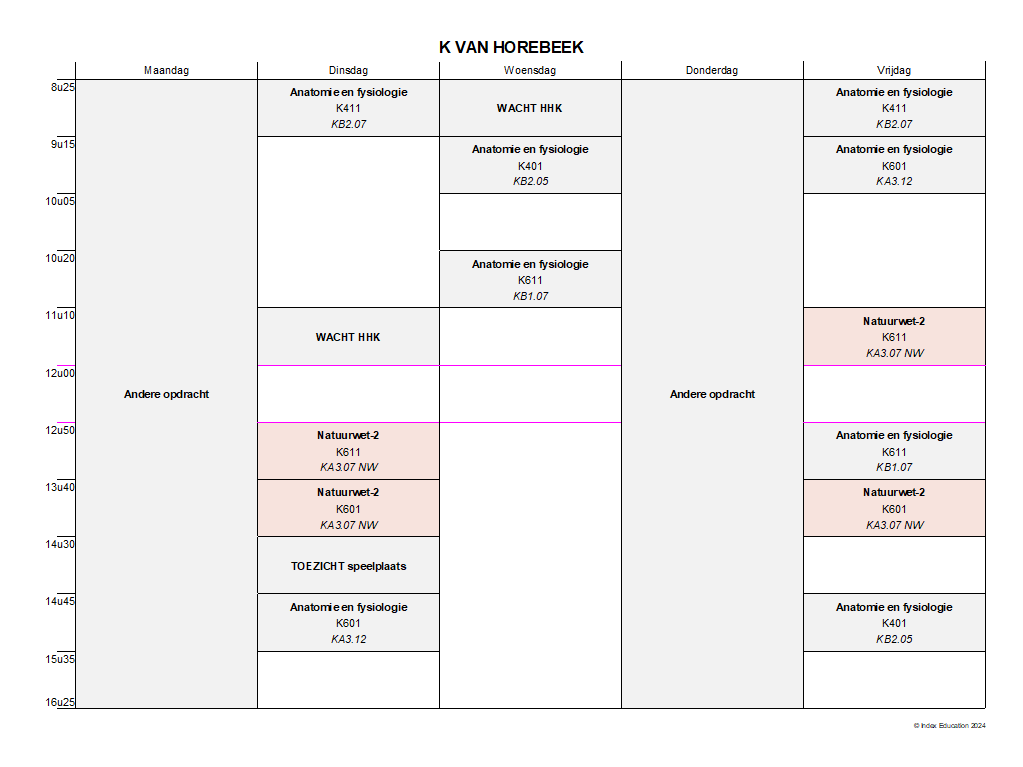 K VAN HOREBEEK
Maandag Dinsdag Woensdag Donderdag Vrijdag
8u25
Anatomie en fysiologie
K411
KB2.07
WACHT HHK
Anatomie en fysiologie
K411
KB2.07
9u15
Anatomie en fysiologie
K401
KB2.05
Anatomie en fysiologie
K601
KA3.12
10u05
10u20
Anatomie en fysiologie
K611
KB1.07
11u10
WACHT HHK
Natuurwet-2
K611
KA3.07 NW
12u00
Andere opdracht
Andere opdracht
12u50
Natuurwet-2
K611
KA3.07 NW
Anatomie en fysiologie
K611
KB1.07
13u40
Natuurwet-2
K601
KA3.07 NW
Natuurwet-2
K601
KA3.07 NW
14u30
TOEZICHT speelplaats
14u45
Anatomie en fysiologie
K601
KA3.12
Anatomie en fysiologie
K401
KB2.05
15u35
16u25
© Index Education 2024